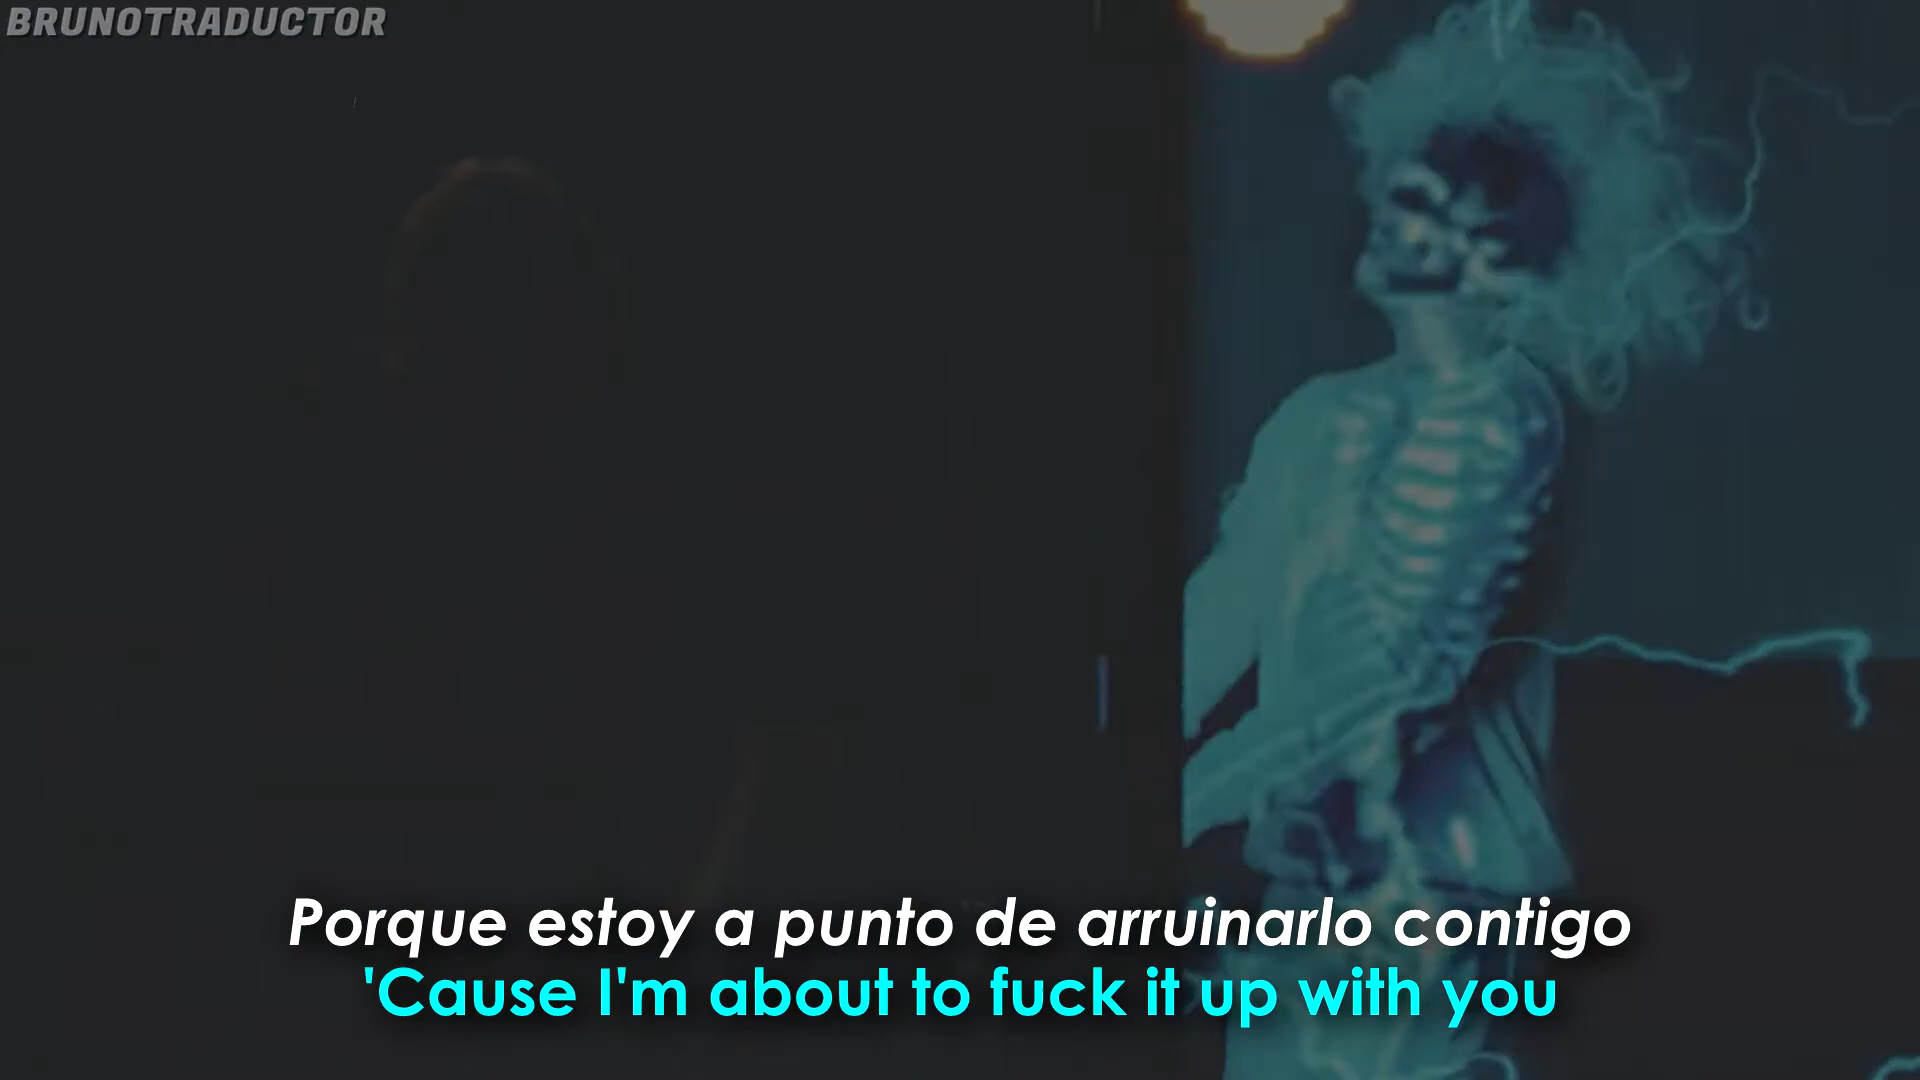 BRUNOTRADUCTOR
Porque estoy a punto de arruinarlo contigo
'Cause I'm about to fuck it up with you